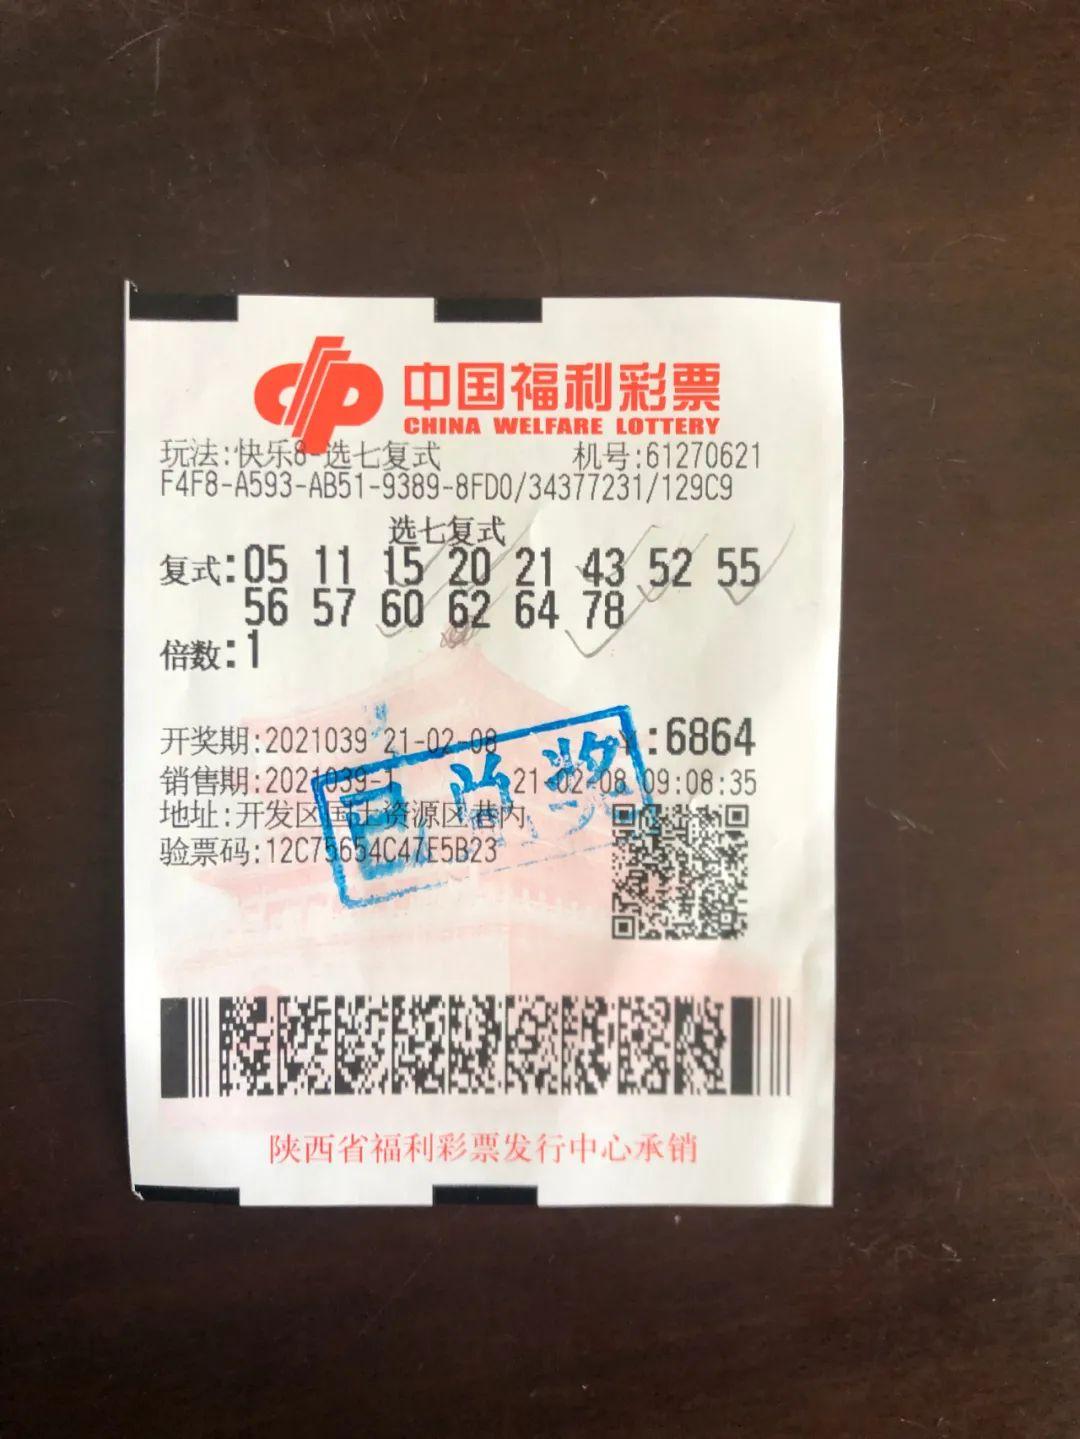 中国福利彩票
CHINA WELFARE LOTTERY
玩法:快乐8-选七复式 机号:61270621
F4F8-A593-AB51-9389-8FD0/34377231/129C9
选七复式
复式:05 11 15 20 21 43 52 55
56 57 60 62 64 78
倍数:1
开奖期:2021039 21-02-08 ¥:6864
销售期:2021039-1 21-02-08 09:08:35
地址:开发区国土资源区巷内
验票码:12C75654C47E5B23
已兑奖
陕西省福利彩票发行中心承销